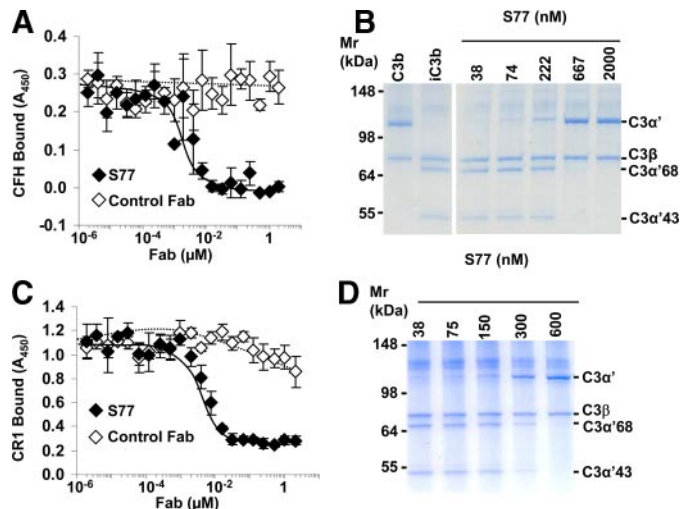 A
CFH Bound (A450)
0.4
0.3
0.2
0.1
0.0
-0.1
S77
Control Fab
10-6 10-4 10-2 1
Fab (µM)
B
S77 (nM)
Mr
(kDa)
C3b
iC3b
38
74
222
667
2000
148
98
64
55
C3α’
C3β
C3α’68
C3α’43
C
CR1 Bound (A450)
1.4
1.2
1.0
0.8
0.6
0.4
0.2
0.0
S77
Control Fab
10-6 10-4 10-2 1
Fab (µM)
S77 (nM)
D
Mr
(kDa)
38
75
150
300
600
148
98
64
55
C3α’
C3β
C3α’68
C3α’43